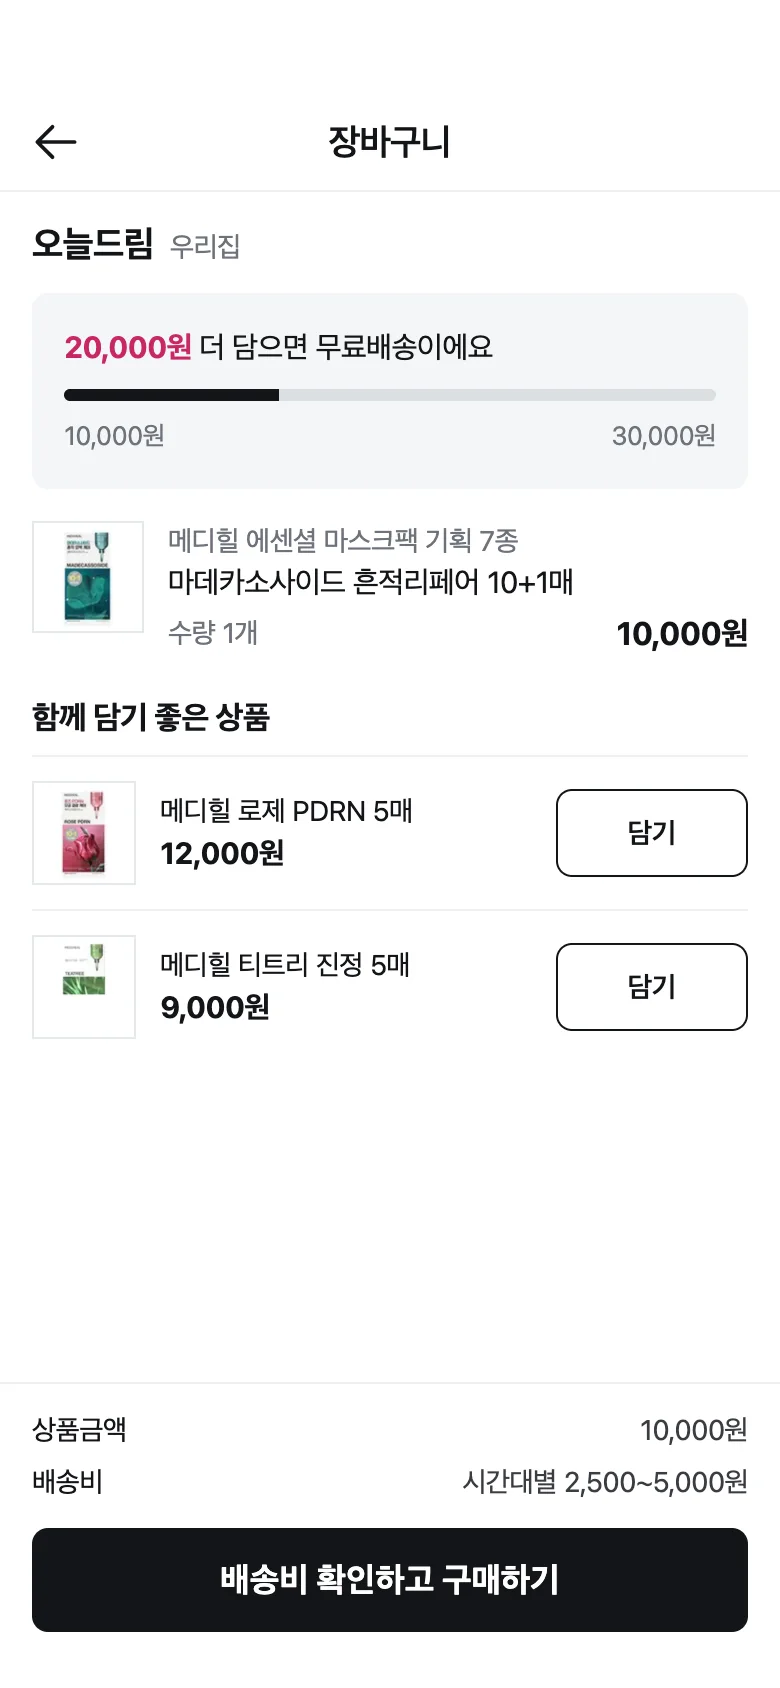 장바구니
오늘드림 우리집
20,000원 더 담으면 무료배송이에요
10,000원 30,000원
MADECASSOSIDE
메디힐 에센셜 마스크팩 기획 7종
마데카소사이드 흔적리페어 10+1매
수량 1개 10,000원
함께 담기 좋은 상품
ROSE PDRN
메디힐 로제 PDRN 5매
12,000원
담기
TEATREE
메디힐 티트리 진정 5매
9,000원
담기
상품금액 10,000원
배송비 시간대별 2,500~5,000원
배송비 확인하고 구매하기